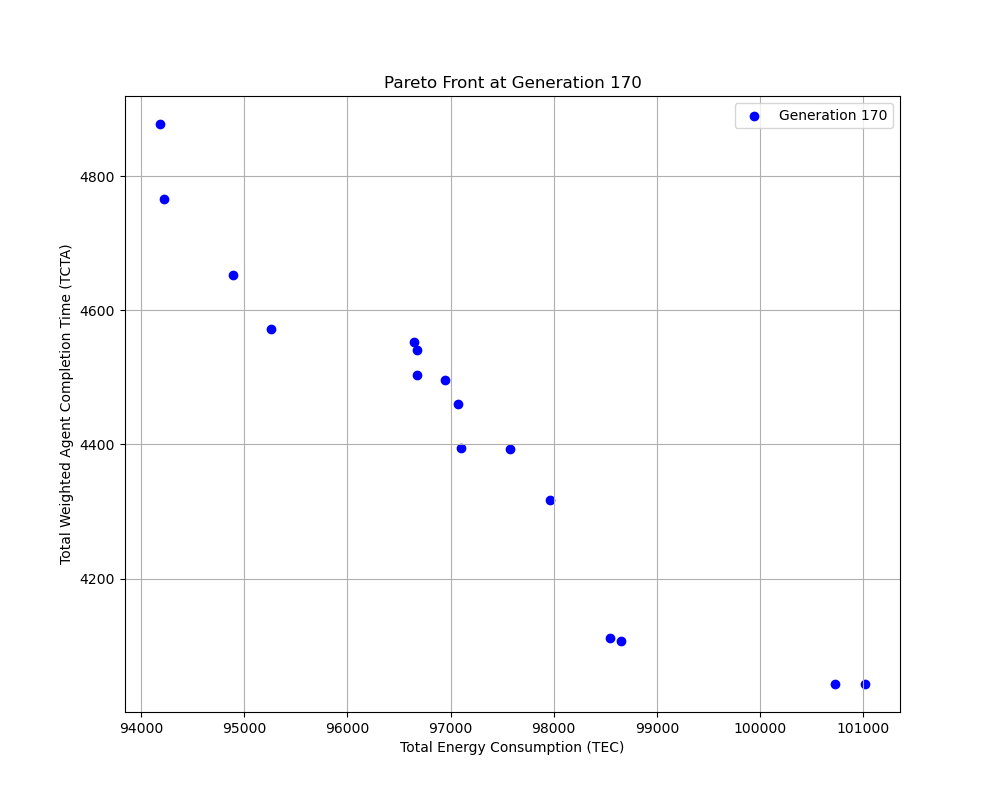 Pareto Front at Generation 170
Generation 170
4800
4600
4400
4200
Total Weighted Agent Completion Time (TCTA)
94000 95000 96000 97000 98000 99000 100000 101000
Total Energy Consumption (TEC)